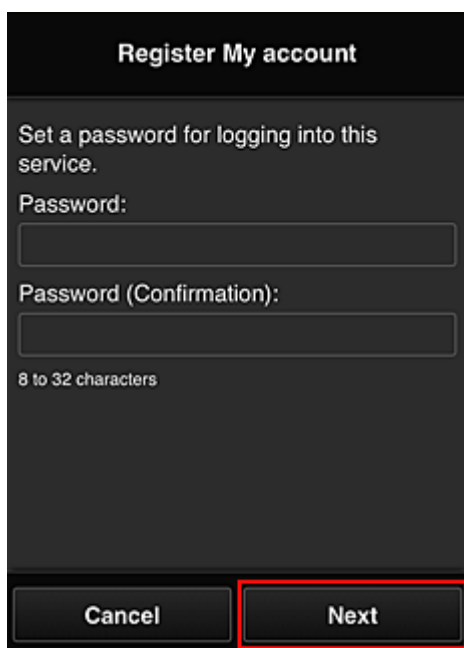 Register My account
Set a password for logging into this
service.
Password:
Password (Confirmation):
8 to 32 characters
Cancel
Next